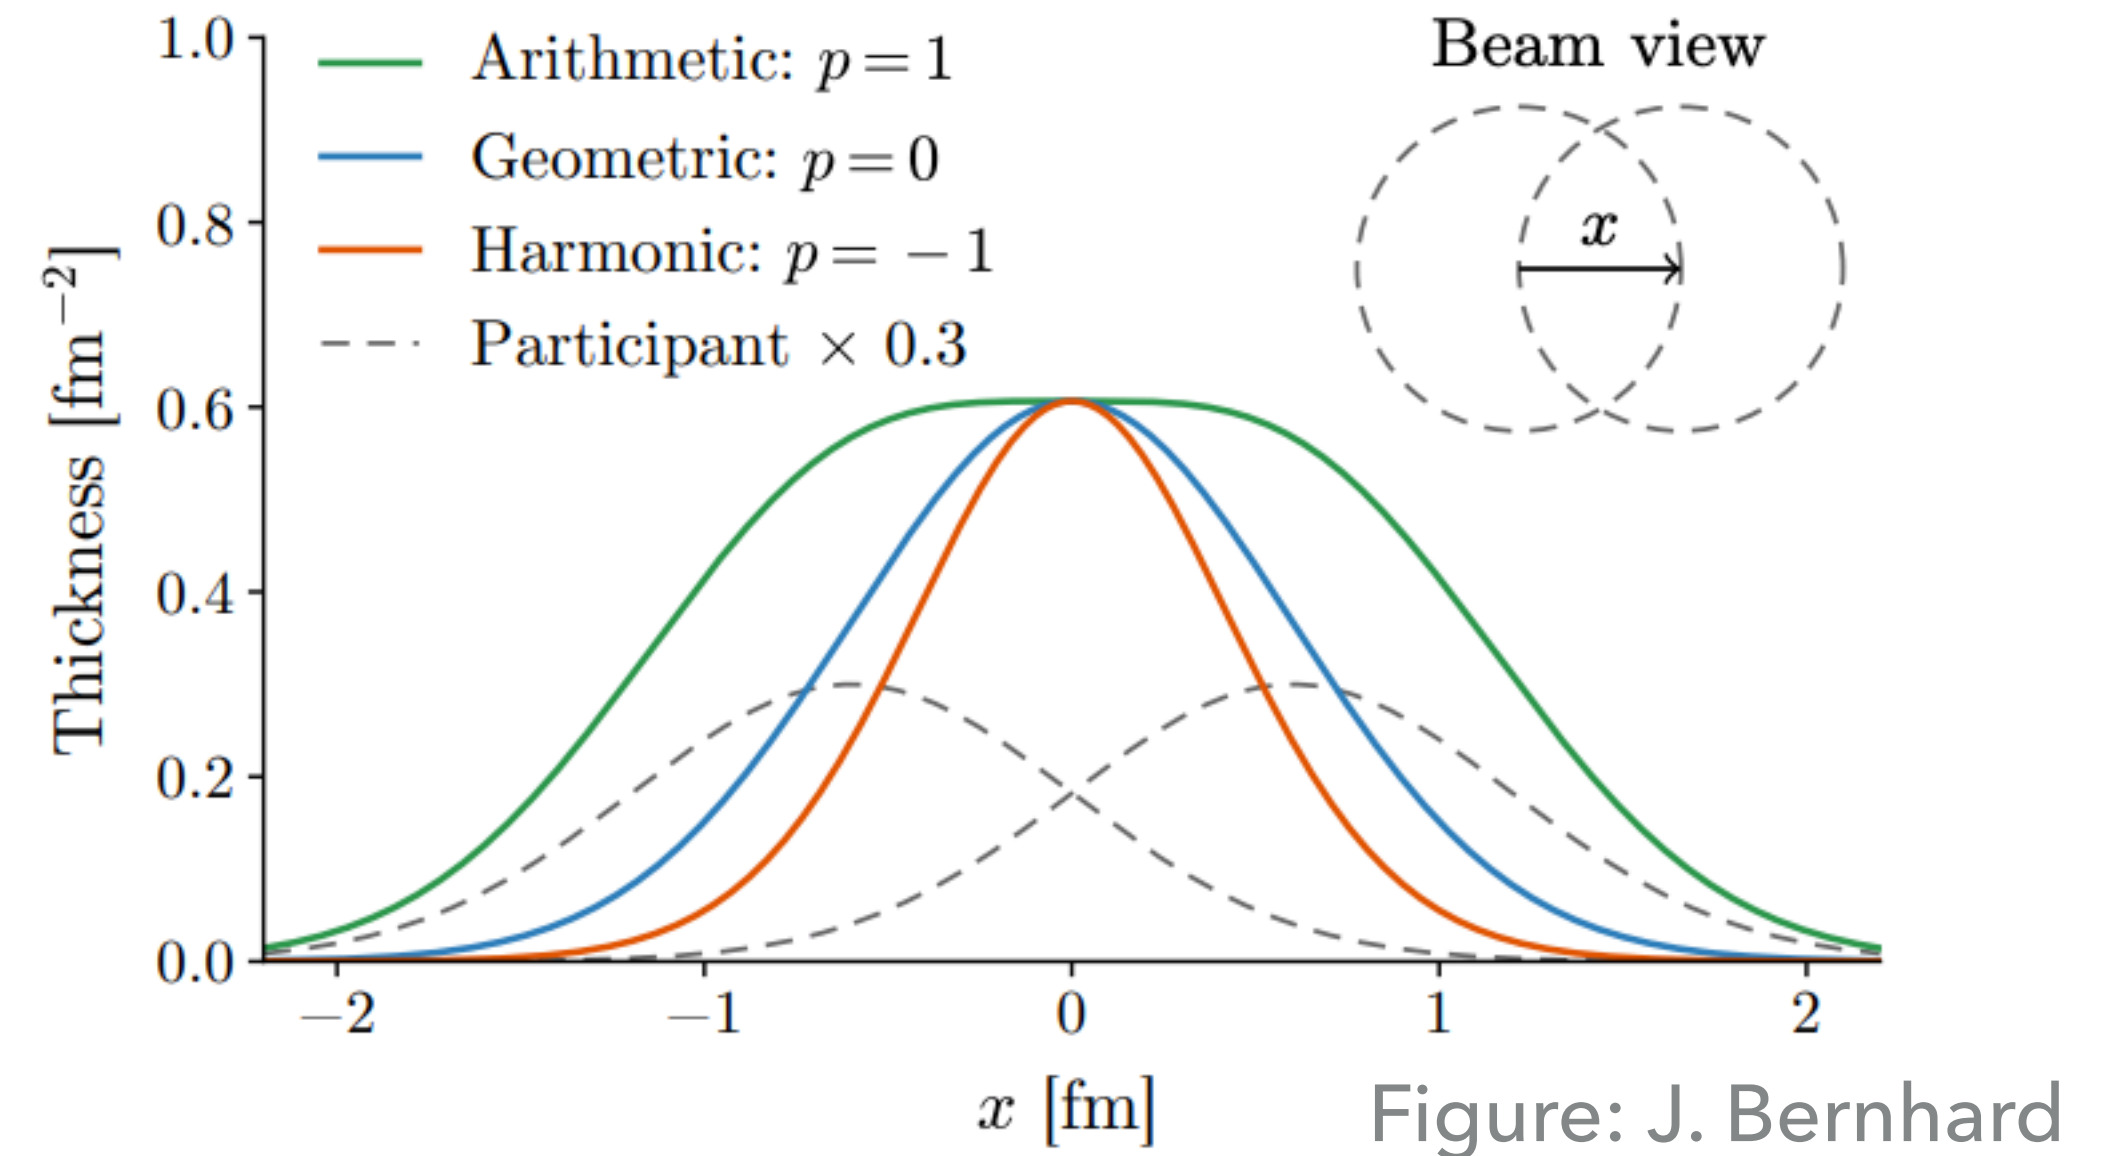 1.0
0.8
0.6
0.4
0.2
0.0
Thickness [fm⁻²]
Arithmetic: p = 1
Geometric: p = 0
Harmonic: p = −1
Participant × 0.3
Beam view
x
−2 −1 0 1 2
x [fm]
Figure: J. Bernhard